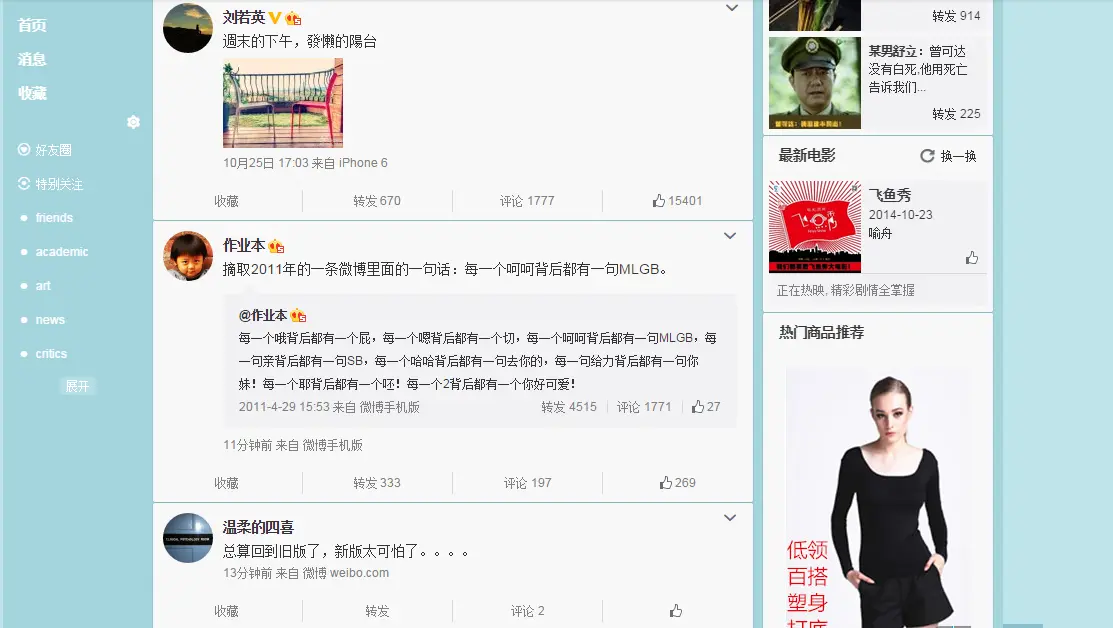 首页
消息
收藏
好友圈
特别关注
friends
academic
art
news
critics
展开
刘若英
週末的下午，發懶的陽台
10月25日 17:03 来自 iPhone 6
收藏
转发 670
评论 1777
15401
作业本
摘取2011年的一条微博里面的一句话：每一个呵呵背后都有一句MLGB。
@作业本
每一个哦背后都有一个屁，每一个嗯背后都有一个切，每一个呵呵背后都有一句MLGB，每
一句亲背后都有一句SB，每一个哈哈背后都有一句去你的，每一句给力背后都有一句你
妹！每一个耶背后都有一个呸！每一个2背后都有一个你好可爱！
2011-4-29 15:53 来自 微博手机版
转发 4515
评论 1771
27
11分钟前 来自 微博手机版
收藏
转发 333
评论 197
269
温柔的四喜
总算回到旧版了，新版太可怕了。。。。
13分钟前 来自 微博 weibo.com
收藏
转发
评论 2
转发 914
某男舒立：曾可达
没有白死,他用死亡
告诉我们...
转发 225
最新电影
换一换
飞鱼秀
2014-10-23
喻舟
正在热映, 精彩剧情全掌握
热门商品推荐
低领
百搭
塑身
打底